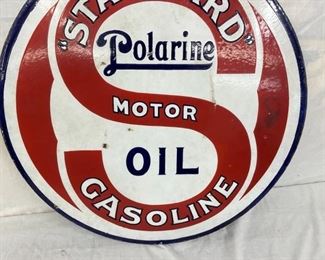 "STANDARD"
Polarine
MOTOR
OIL
GASOLINE